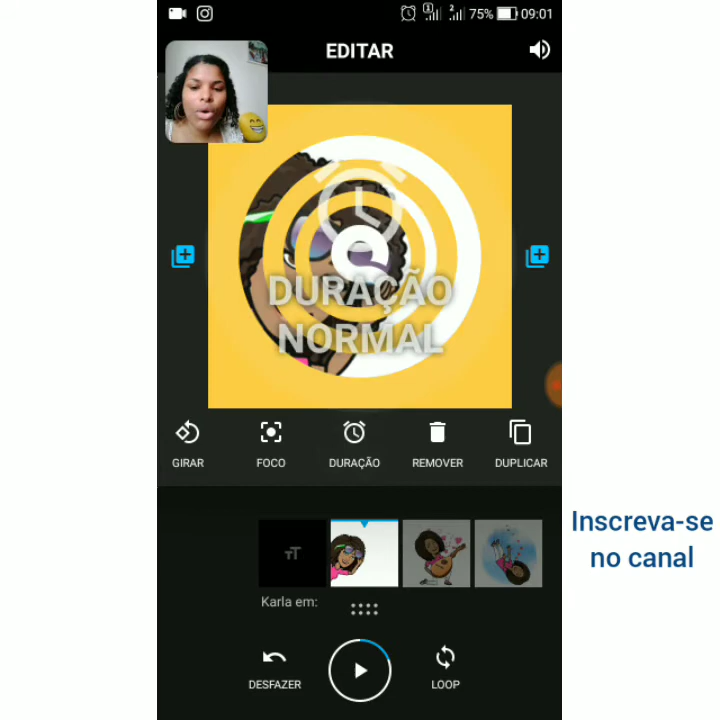 75% 09:01
EDITAR
DURAÇÃO
NORMAL
GIRAR FOCO DURAÇÃO REMOVER DUPLICAR
Inscreva-se
no canal
TT
Karla em:
DESFAZER LOOP